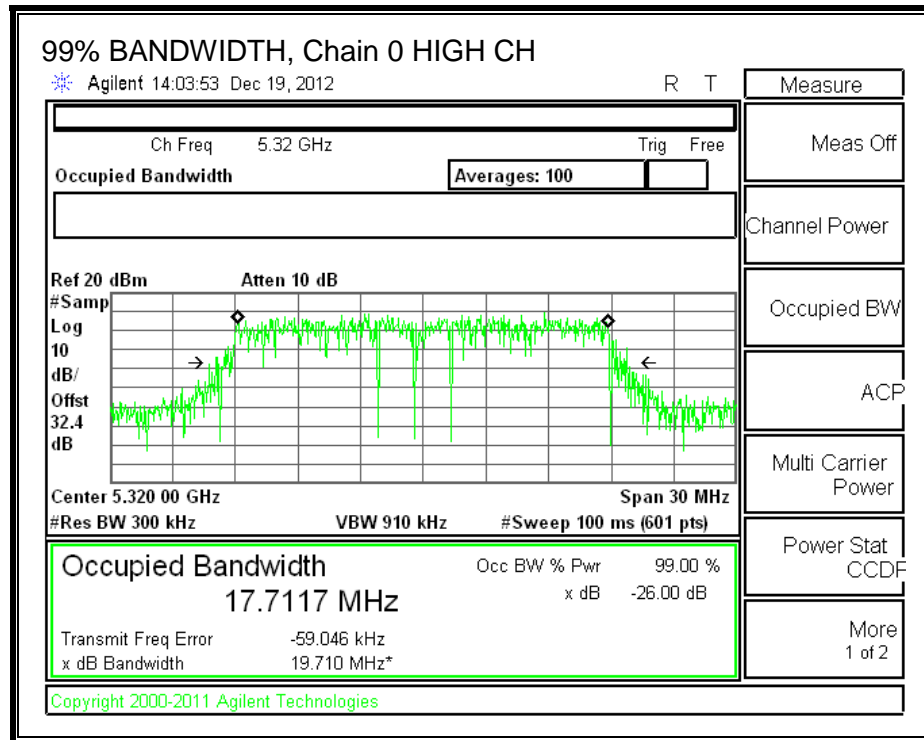 99% BANDWIDTH, Chain 0 HIGH CH
Agilent 14:03:53 Dec 19, 2012 R T
Measure
Ch Freq 5.32 GHz Trig Free
Meas Off
Occupied Bandwidth Averages: 100
Channel Power
Ref 20 dBm Atten 10 dB
#Samp
Log
10
dB/
Offst
32.4
dB
Occupied BW
ACP
Center 5.320 00 GHz Span 30 MHz
#Res BW 300 kHz VBW 910 kHz #Sweep 100 ms (601 pts)
Multi Carrier
Power
Occupied Bandwidth Occ BW % Pwr 99.00 %
17.7117 MHz x dB -26.00 dB
Power Stat
CCDF
Transmit Freq Error -59.046 kHz
x dB Bandwidth 19.710 MHz*
More
1 of 2
Copyright 2000-2011 Agilent Technologies